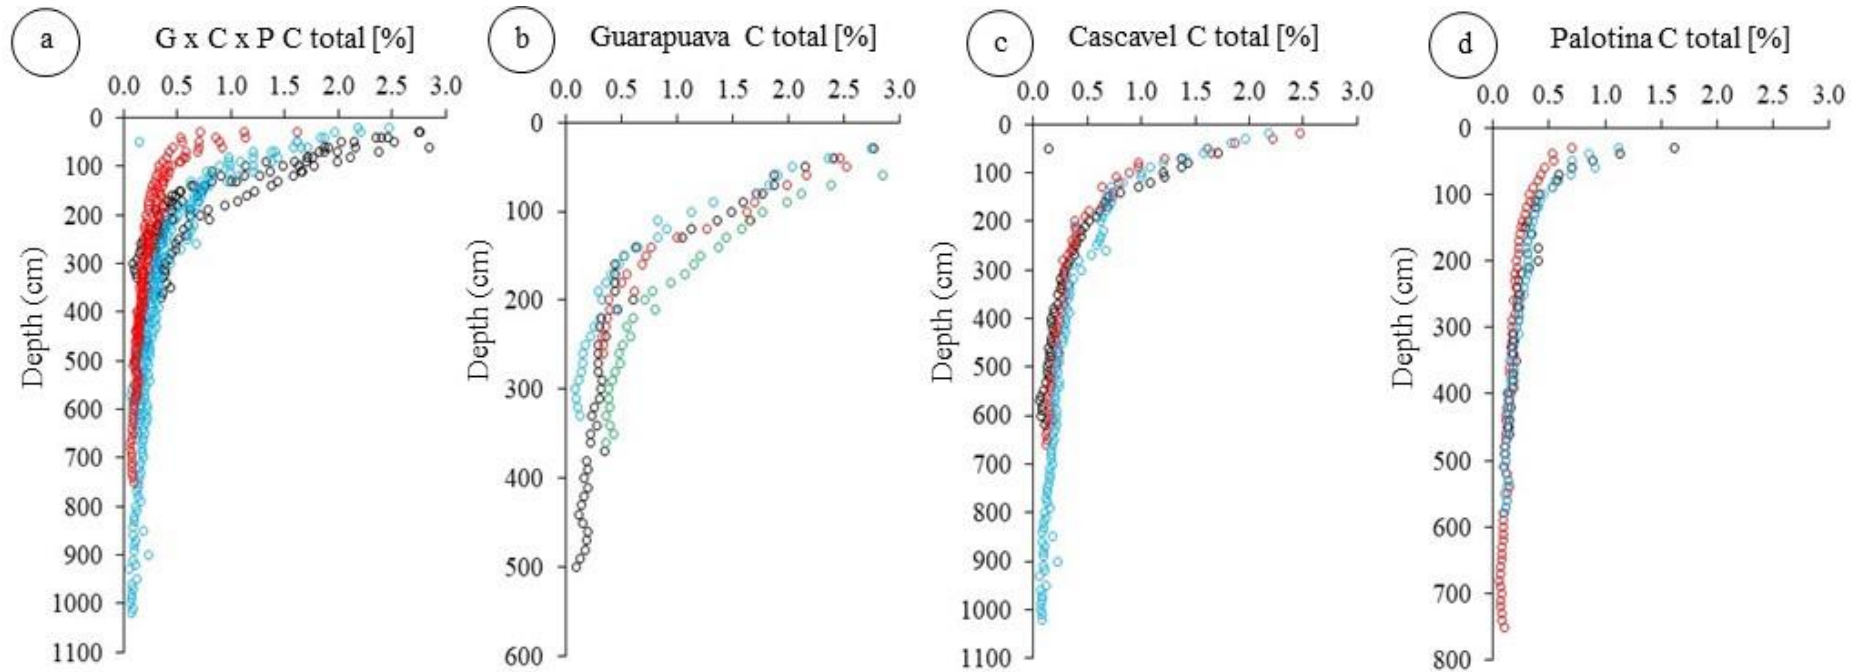 a
G x C x P C total [%]
0.0 0.5 1.0 1.5 2.0 2.5 3.0
Depth (cm)
0
100
200
300
400
500
600
700
800
900
1000
1100
b
Guarapuava C total [%]
0.0 0.5 1.0 1.5 2.0 2.5 3.0
Depth (cm)
0
100
200
300
400
500
600
c
Cascavel C total [%]
0.0 0.5 1.0 1.5 2.0 2.5 3.0
Depth (cm)
0
100
200
300
400
500
600
700
800
900
1000
1100
d
Palotina C total [%]
0.0 0.5 1.0 1.5 2.0 2.5 3.0
Depth (cm)
0
100
200
300
400
500
600
700
800